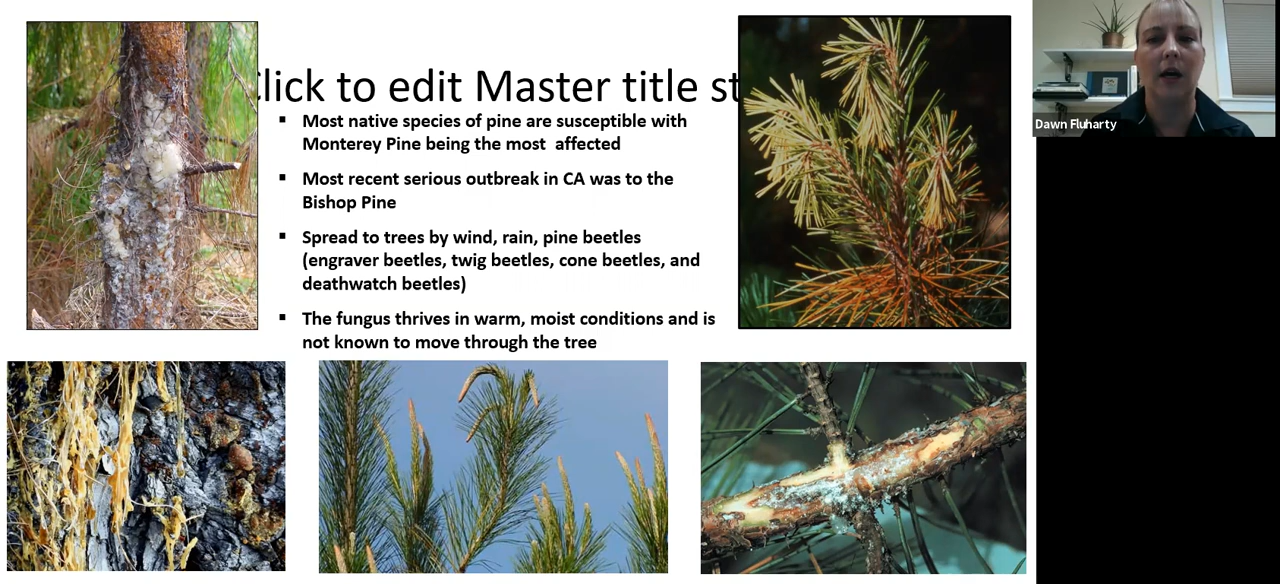 Click to edit Master title st
▪ Most native species of pine are susceptible with
Monterey Pine being the most  affected
▪ Most recent serious outbreak in CA was to the
Bishop Pine
▪ Spread to trees by wind, rain, pine beetles
(engraver beetles, twig beetles, cone beetles, and
deathwatch beetles)
▪ The fungus thrives in warm, moist conditions and is
not known to move through the tree
Dawn Fluharty